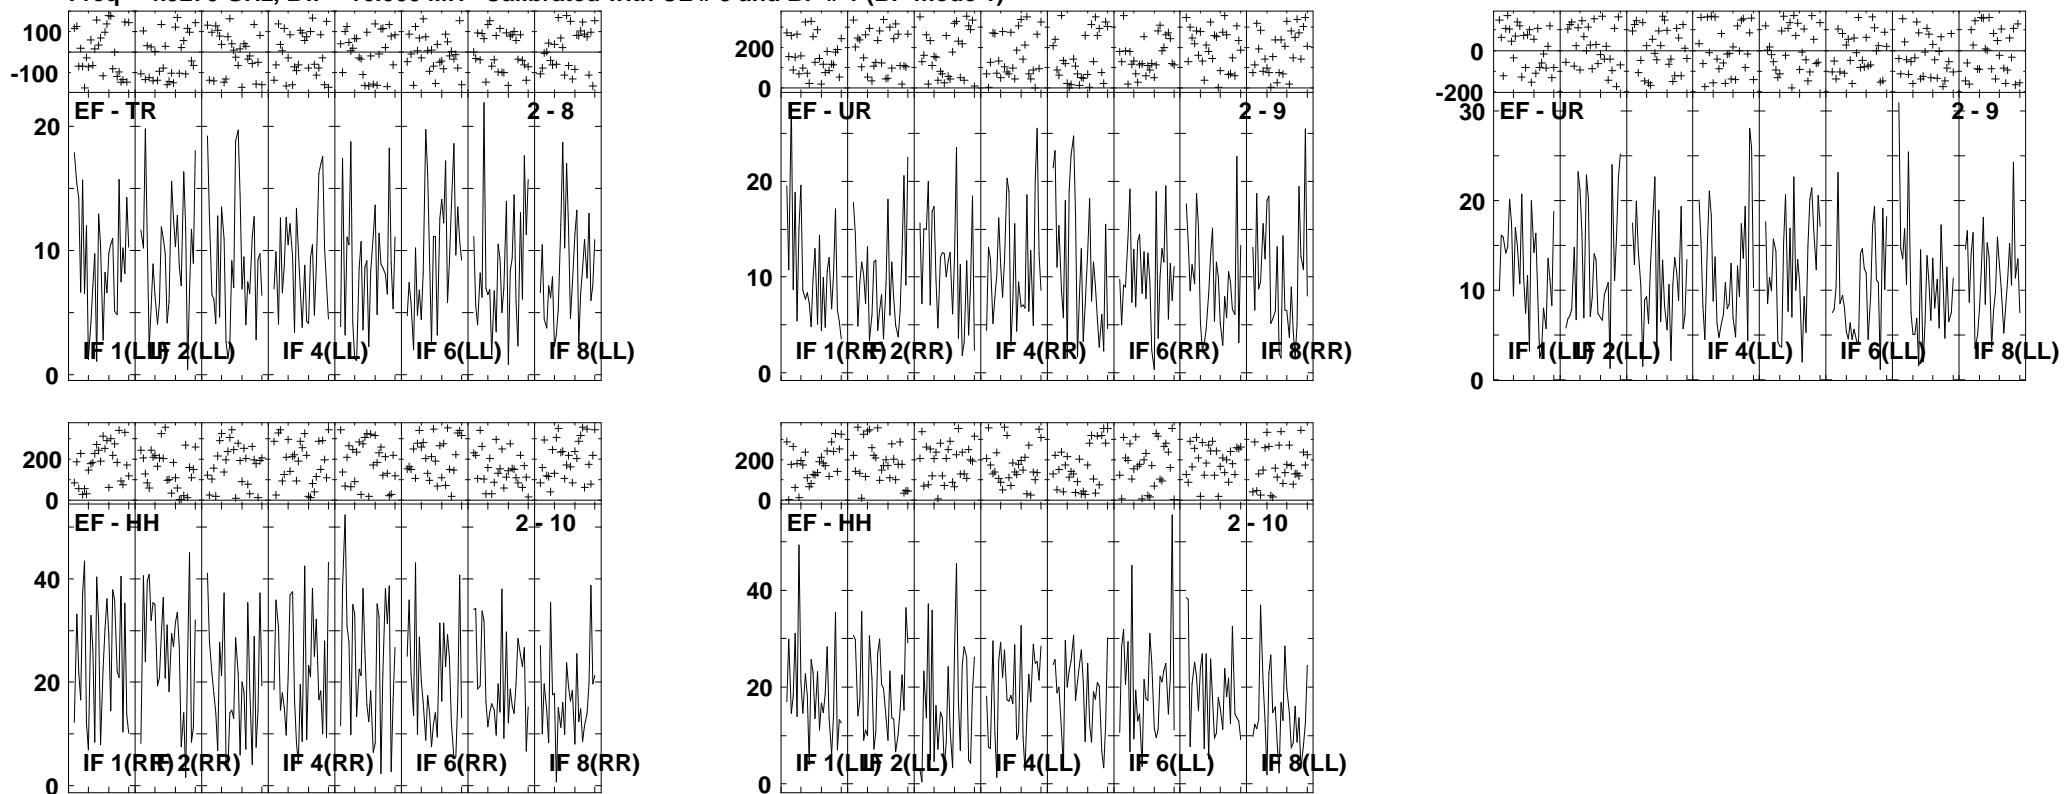 100
0
-100
EF - TR 2 - 8
20
10
0
IF 1(LL) IF 2(LL) IF 4(LL) IF 6(LL) IF 8(LL)
200
0
EF - UR 2 - 9
20
10
0
IF 1(RR) IF 2(RR) IF 4(RR) IF 6(RR) IF 8(RR)
0
-200
EF - UR 2 - 9
30
20
10
0
IF 1(LL) IF 2(LL) IF 4(LL) IF 6(LL) IF 8(LL)
200
0
EF - HH 2 - 10
40
20
0
IF 1(RR) IF 2(RR) IF 4(RR) IF 6(RR) IF 8(RR)
200
0
EF - HH 2 - 10
40
20
0
IF 1(LL) IF 2(LL) IF 4(LL) IF 6(LL) IF 8(LL)